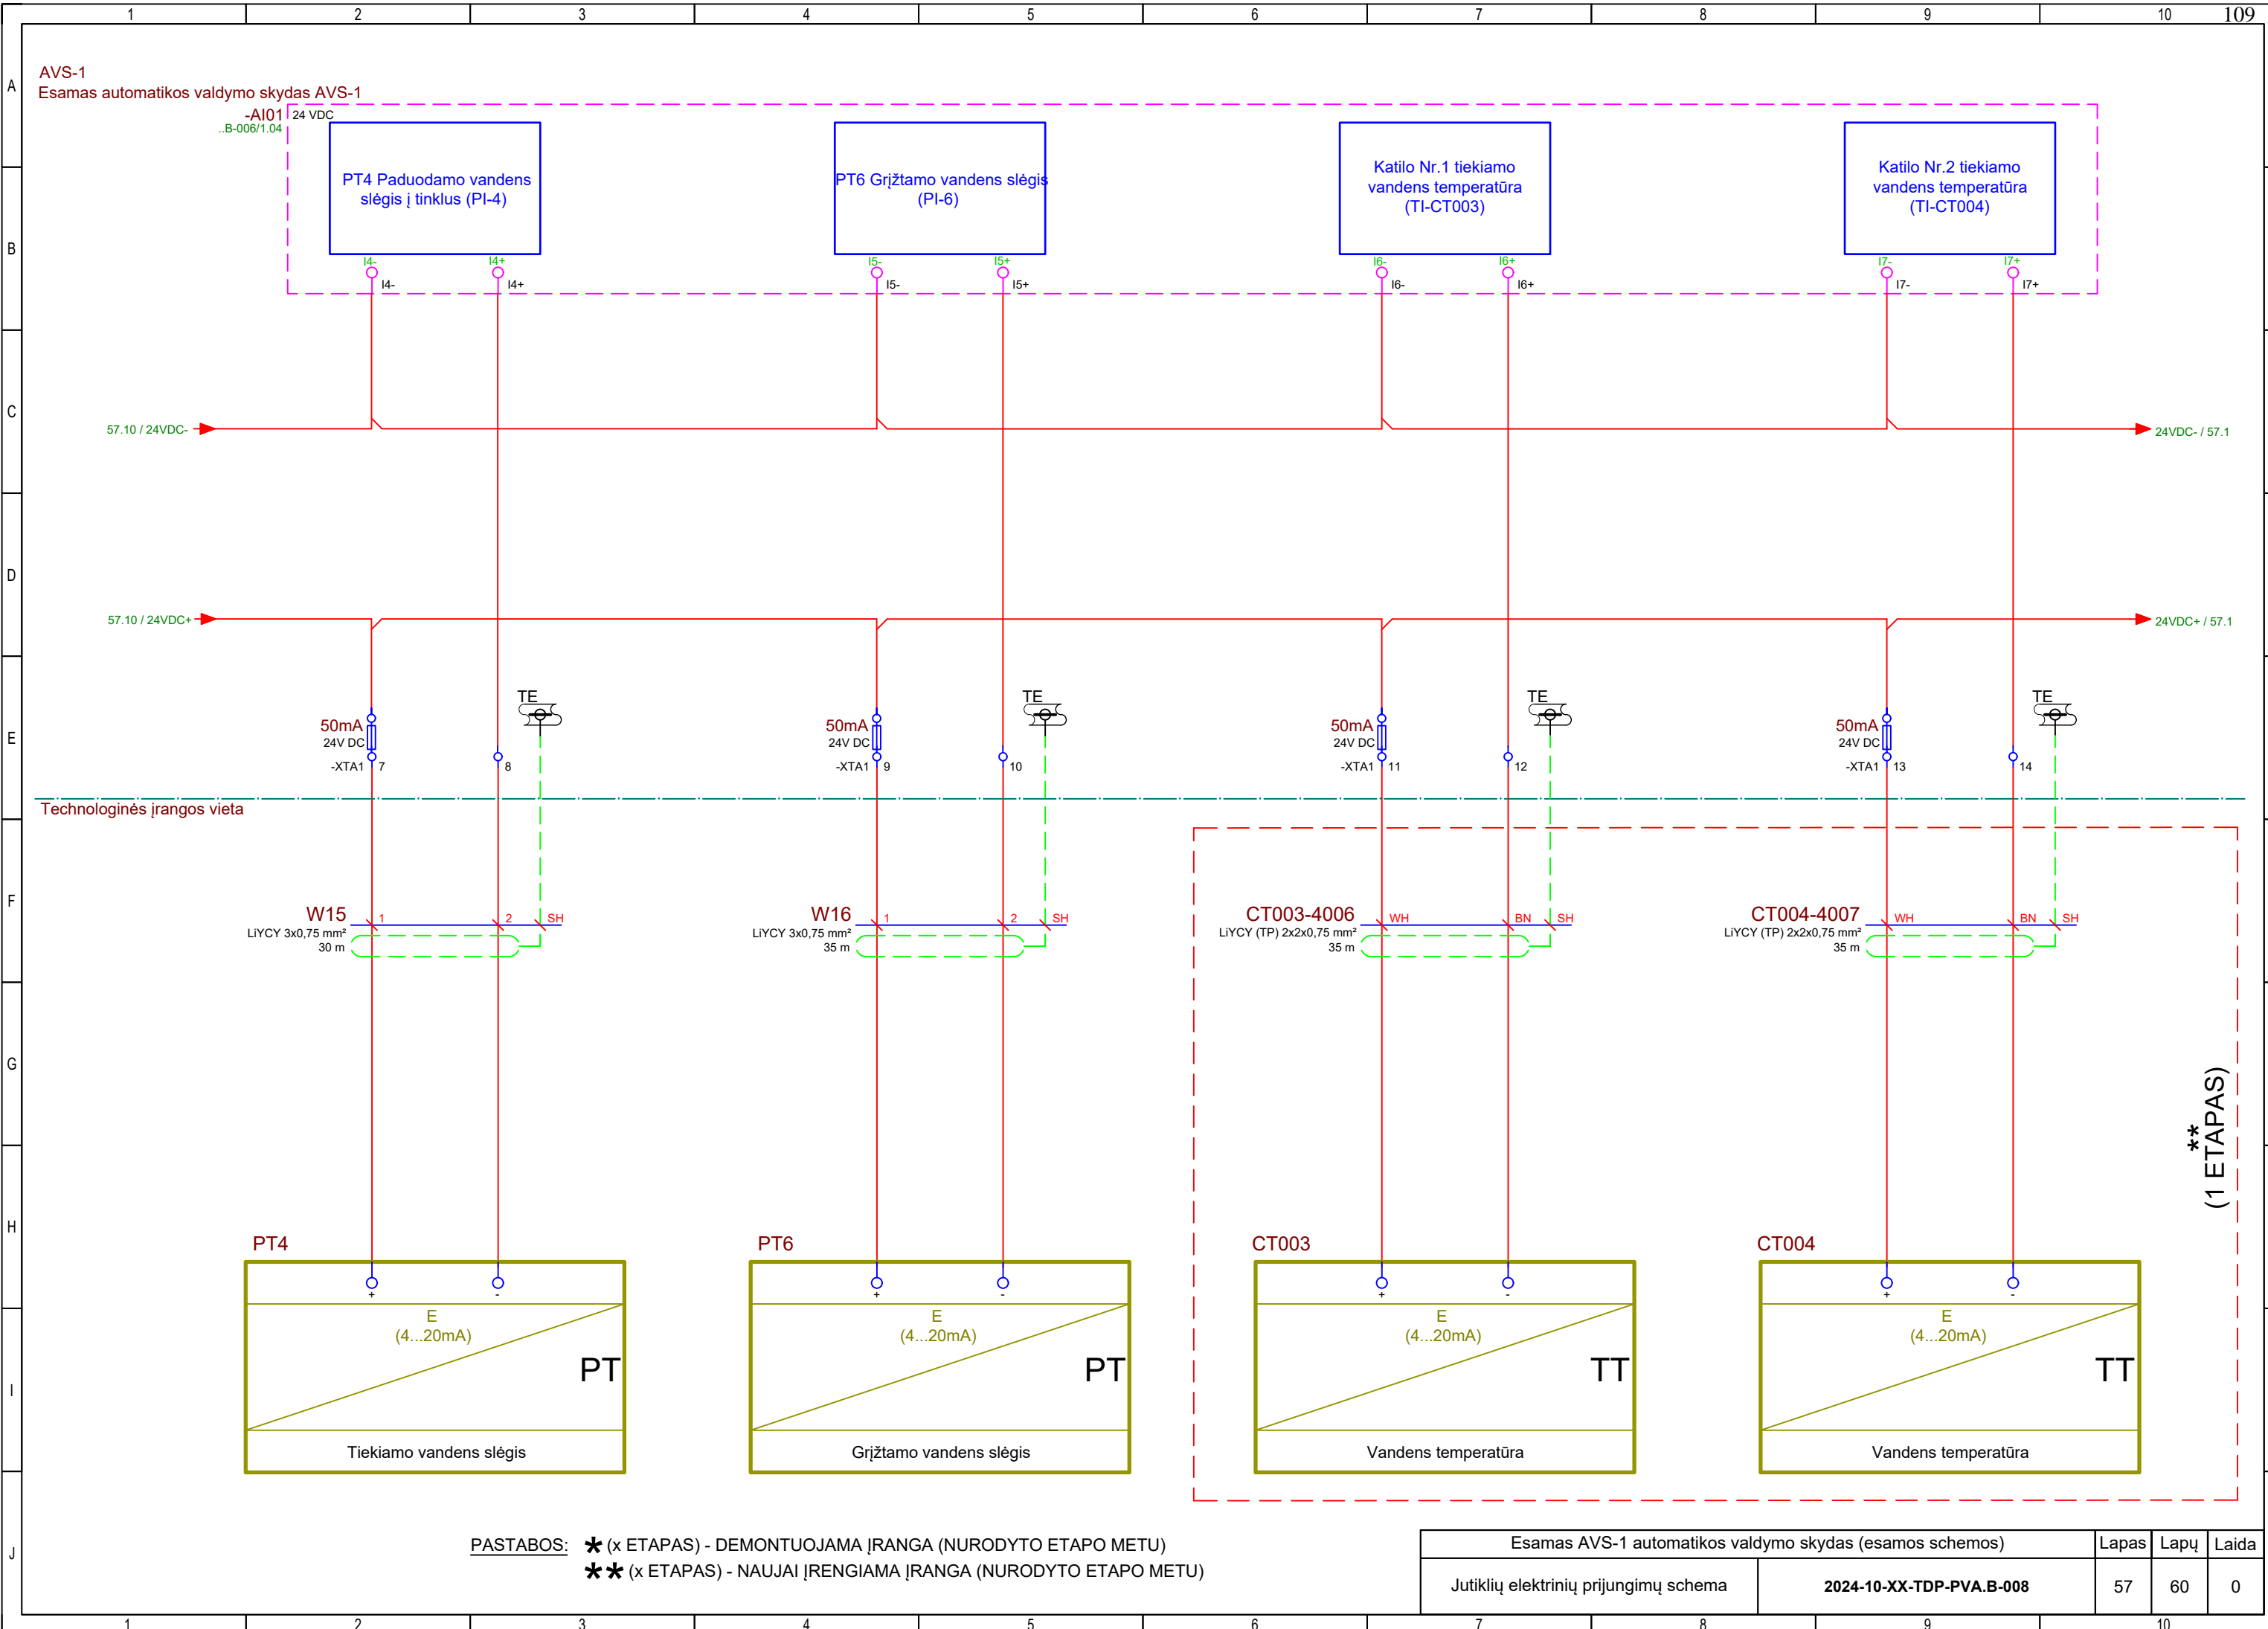 1 2 3 4 5 6 7 8 9 10 109
A
B
C
D
E
F
G
H
I
J
AVS-1
Esamas automatikos valdymo skydas AVS-1
-AI01 24 VDC
..B-006/1.04
PT4 Paduodamo vandens
slėgis į tinklus (PI-4)
PT6 Grįžtamo vandens slėgis
(PI-6)
Katilo Nr.1 tiekiamo
vandens temperatūra
(TI-CT003)
Katilo Nr.2 tiekiamo
vandens temperatūra
(TI-CT004)
I4- I4+ I5- I5+ I6- I6+ I7- I7+
I4- I4+ I5- I5+ I6- I6+ I7- I7+
57.10 / 24VDC- 24VDC- / 57.1
57.10 / 24VDC+ 24VDC+ / 57.1
TE TE TE TE
50mA 50mA 50mA 50mA
24V DC 24V DC 24V DC 24V DC
-XTA1 7 8 -XTA1 9 10 -XTA1 11 12 -XTA1 13 14
Technologinės įrangos vieta
W15 1 2 SH
LiYCY 3x0,75 mm²
30 m
W16 1 2 SH
LiYCY 3x0,75 mm²
35 m
CT003-4006 WH BN SH
LiYCY (TP) 2x2x0,75 mm²
35 m
CT004-4007 WH BN SH
LiYCY (TP) 2x2x0,75 mm²
35 m
**
(1 ETAPAS)
PT4
+ -
E
(4...20mA)
PT
Tiekiamo vandens slėgis
PT6
+ -
E
(4...20mA)
PT
Grįžtamo vandens slėgis
CT003
+ -
E
(4...20mA)
TT
Vandens temperatūra
CT004
+ -
E
(4...20mA)
TT
Vandens temperatūra
PASTABOS: * (x ETAPAS) - DEMONTUOJAMA ĮRANGA (NURODYTO ETAPO METU)
** (x ETAPAS) - NAUJAI ĮRENGIAMA ĮRANGA (NURODYTO ETAPO METU)
Esamas AVS-1 automatikos valdymo skydas (esamos schemos) Lapas Lapų Laida
Jutiklių elektrinių prijungimų schema 2024-10-XX-TDP-PVA.B-008 57 60 0
1 2 3 4 5 6 7 8 9 10